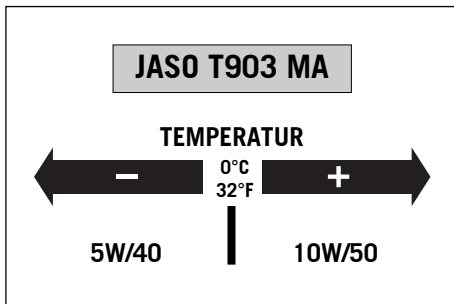 JASO T903 MA
TEMPERATUR
− 0°C +
32°F
5W/40 10W/50